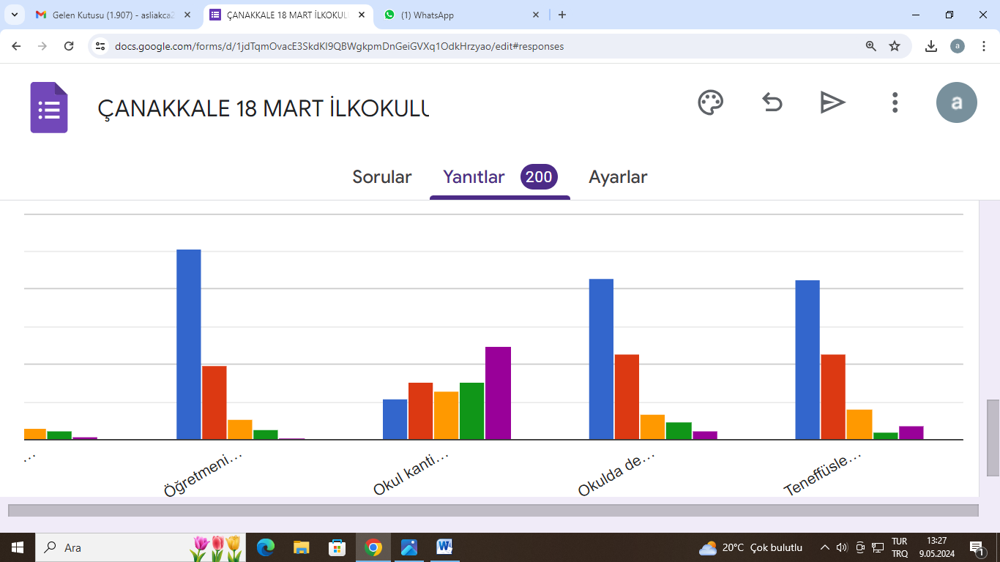 Gelen Kutusu (1.907) - asliakca2
ÇANAKKALE 18 MART İLKOKULU
(1) WhatsApp
docs.google.com/forms/d/1jdTqmOvacE3SkdKl9QBWgkpmDnGeiGVXq1OdkHrzyao/edit#responses
a
ÇANAKKALE 18 MART İLKOKULU
a
Sorular
Yanıtlar 200
Ayarlar
...
Öğretmeni...
Okul kanti...
Okulda de...
Teneffüsle...
Ara
20°C Çok bulutlu
TUR
TRQ
13:27
9.05.2024
1